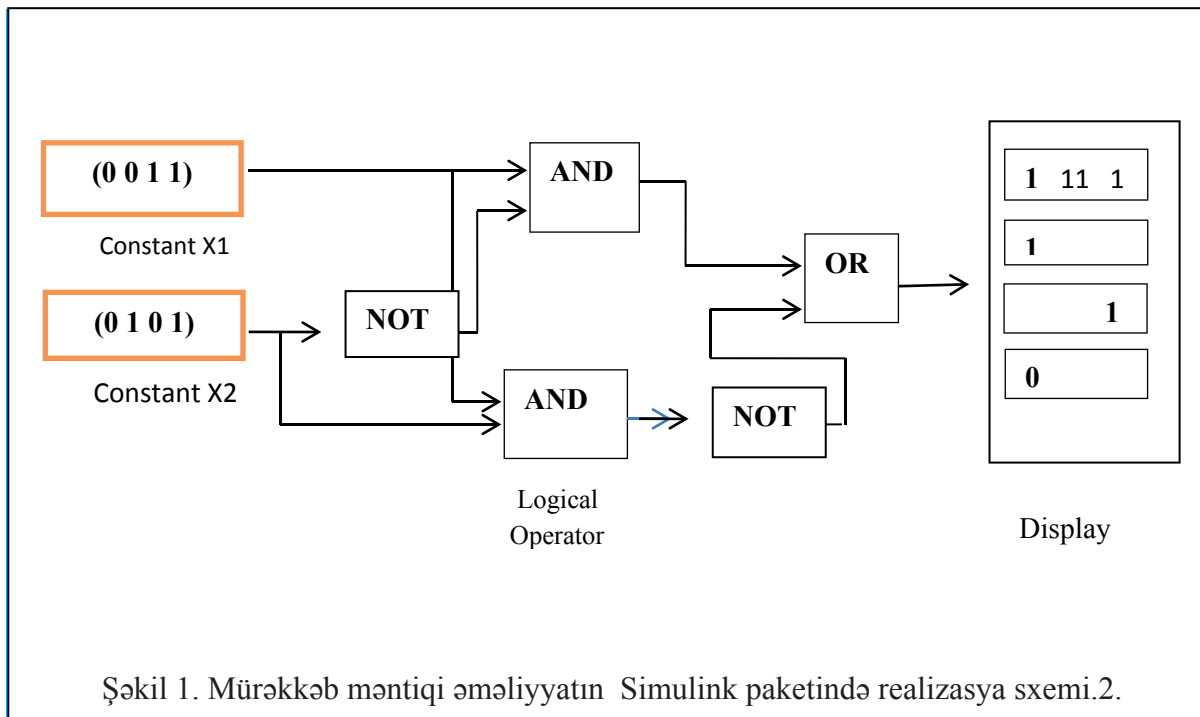 (0 0 1 1)
Constant X1
(0 1 0 1)
Constant X2
NOT
AND
AND
Logical
Operator
NOT
OR
1 11 1
1
1
0
Display
Şəkil 1. Mürəkkəb məntiqi əməliyyatın Simulink paketində realizasya sxemi.2.